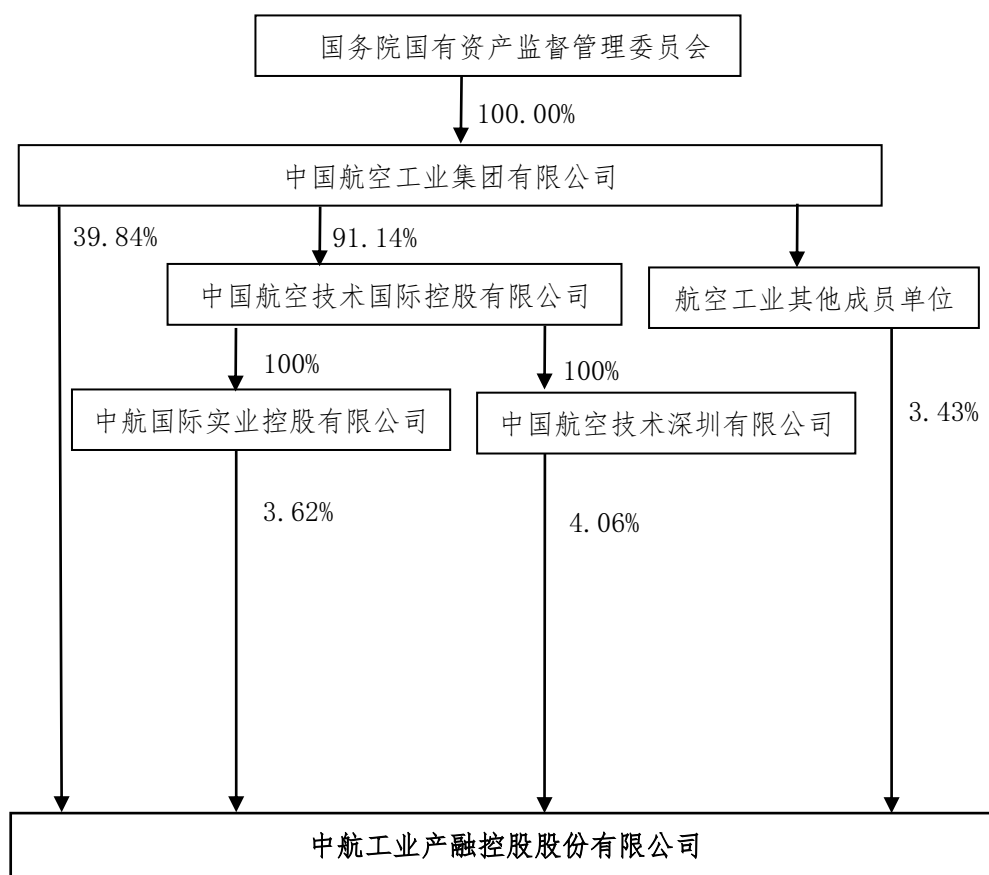 国务院国有资产监督管理委员会
100.00%
中国航空工业集团有限公司
39.84%
91.14%
中国航空技术国际控股有限公司
航空工业其他成员单位
100%
100%
中航国际实业控股有限公司
中国航空技术深圳有限公司
3.43%
3.62%
4.06%
中航工业产融控股股份有限公司